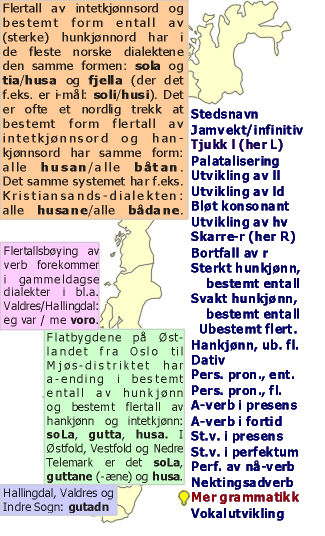 Flertall av intetkjønnsord og
bestemt form entall av
(sterke) hunkjønnord har i
de fleste norske dialektene
den samme formen: sola og
tia/husa og fjella (der det
f.eks. er i-mål: soli/husi). Det
er ofte et nordlig trekk at
bestemt form flertall av
intetkjønnsord og han-
kjønnord har samme form:
alle husan/alle båtan.
Det samme systemet har f.eks.
Kristiansands-dialekten:
alle husane/alle bådane.
Flertallsbøying av
verb forekommer
i gammeldagse
dialekter i bl.a.
Valdres/Hallingdal:
eg var / me voro.
Flatbygdene på Øst-
landet fra Oslo til
Mjøs-distriktet har
a-ending i bestemt
entall av hunkjønn
og bestemt flertall av
hankjønn og intetkjønn:
soLa, gutta, husa. I
Østfold, Vestfold og Nedre
Telemark er det soLa,
guttane (-æne) og husa.
Hallingdal, Valdres og
Indre Sogn: gutadn
Stedsnavn
Jamvekt/infinitiv
Tjukk l (her L)
Palatalisering
Utvikling av ll
Utvikling av ld
Bløt konsonant
Utvikling av hv
Skarre-r (her R)
Bortfall av r
Sterkt hunkjønn,
bestemt entall
Svakt hunkjønn,
bestemt entall
Ubestemt flert.
Hankjønn, ub. fl.
Dativ
Pers. pron., ent.
Pers. pron., fl.
A-verb i presens
A-verb i fortid
St.v. i presens
St.v. i perfektum
Perf. av nå-verb
Nektingsadverb
Mer grammatikk
Vokalutvikling